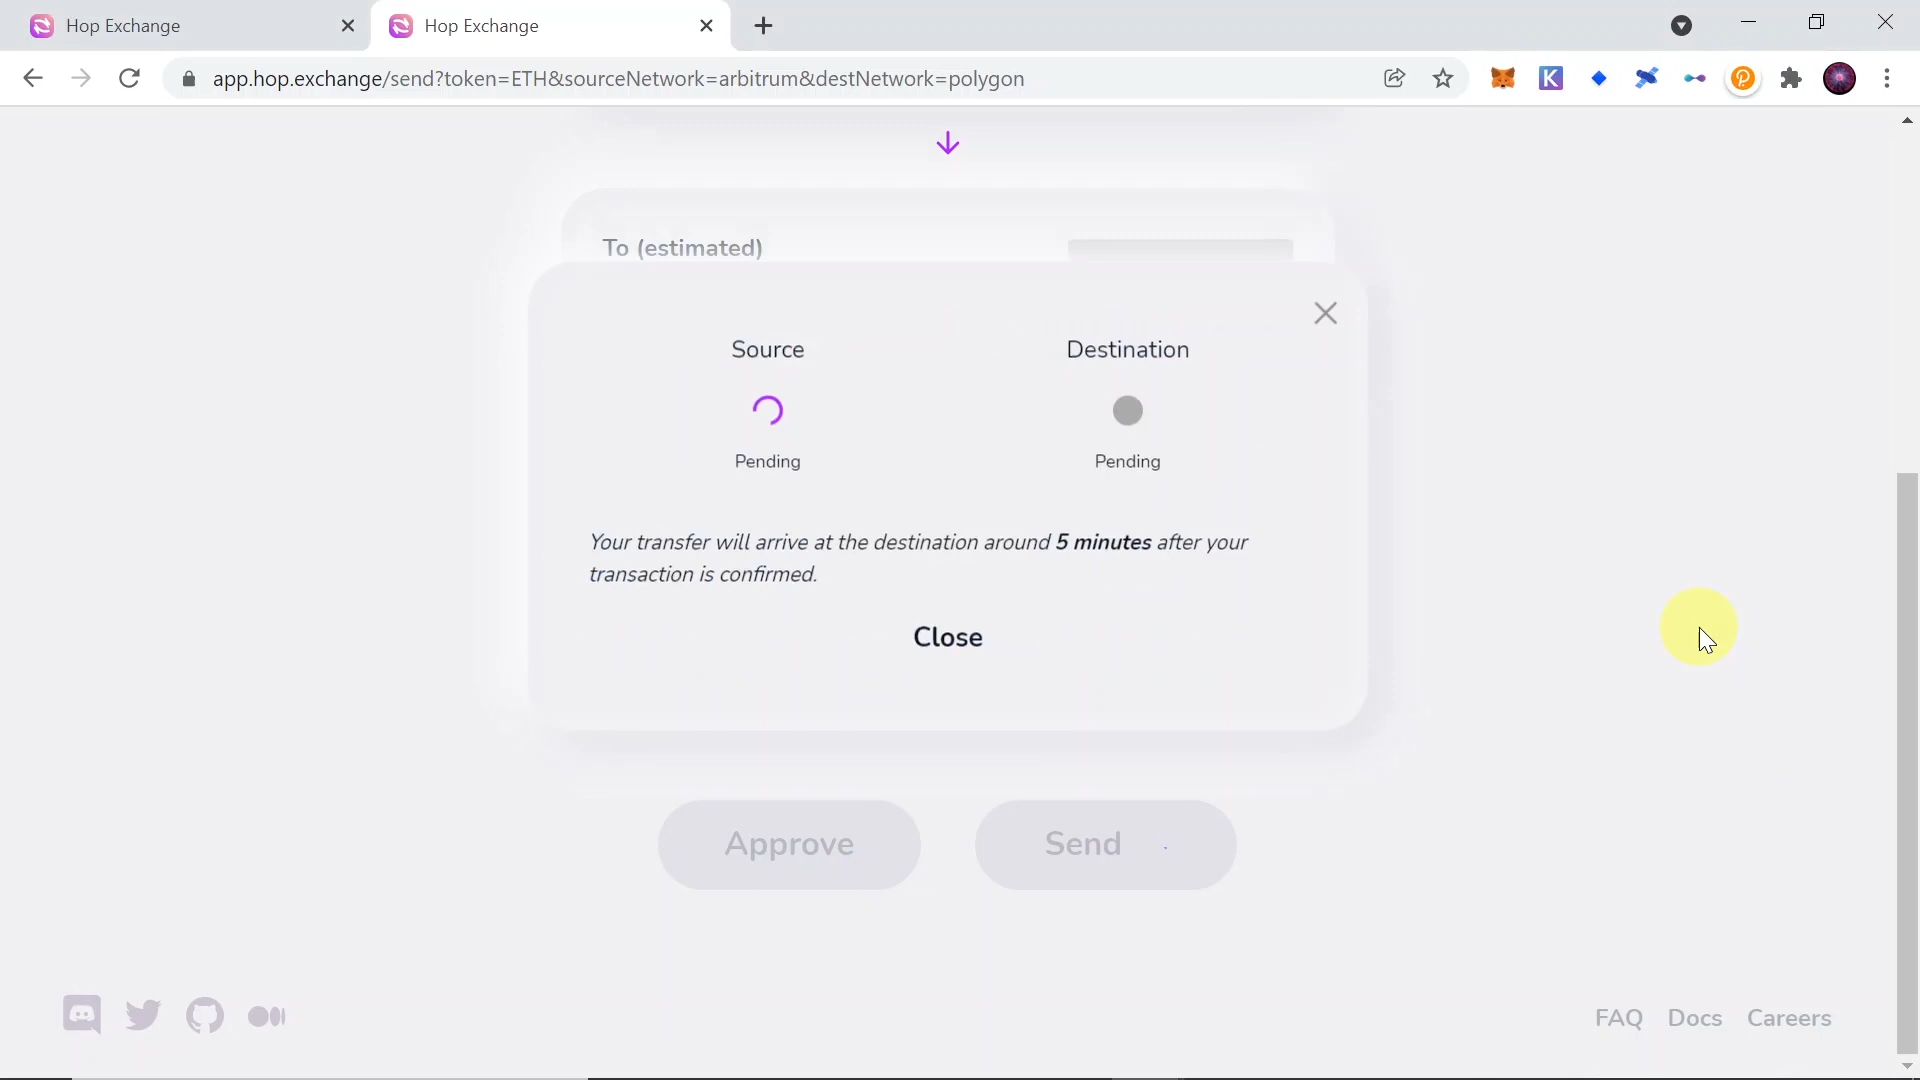 Hop Exchange
Hop Exchange
app.hop.exchange/send?token=ETH&sourceNetwork=arbitrum&destNetwork=polygon
To (estimated)
Source
Destination
Pending
Pending
Your transfer will arrive at the destination around 5 minutes after your
transaction is confirmed.
Close
Approve
Send
FAQ
Docs
Careers